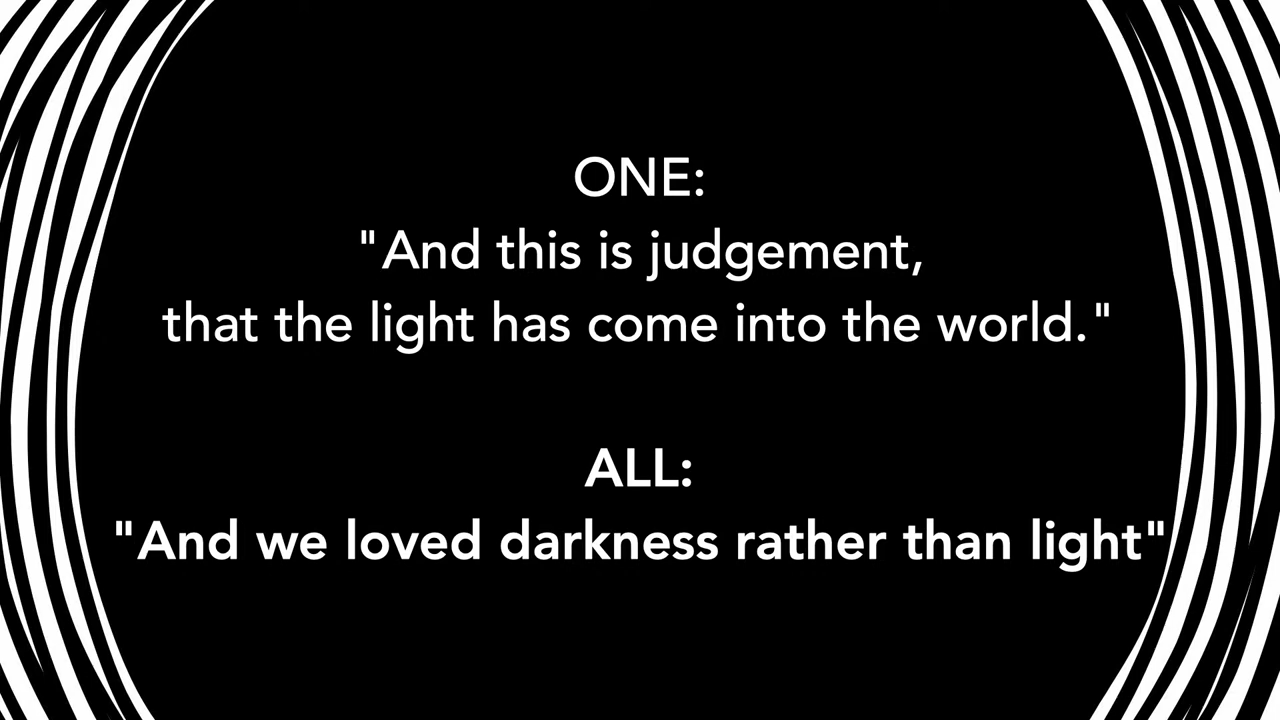 ONE:
"And this is judgement,
that the light has come into the world."
ALL:
"And we loved darkness rather than light"